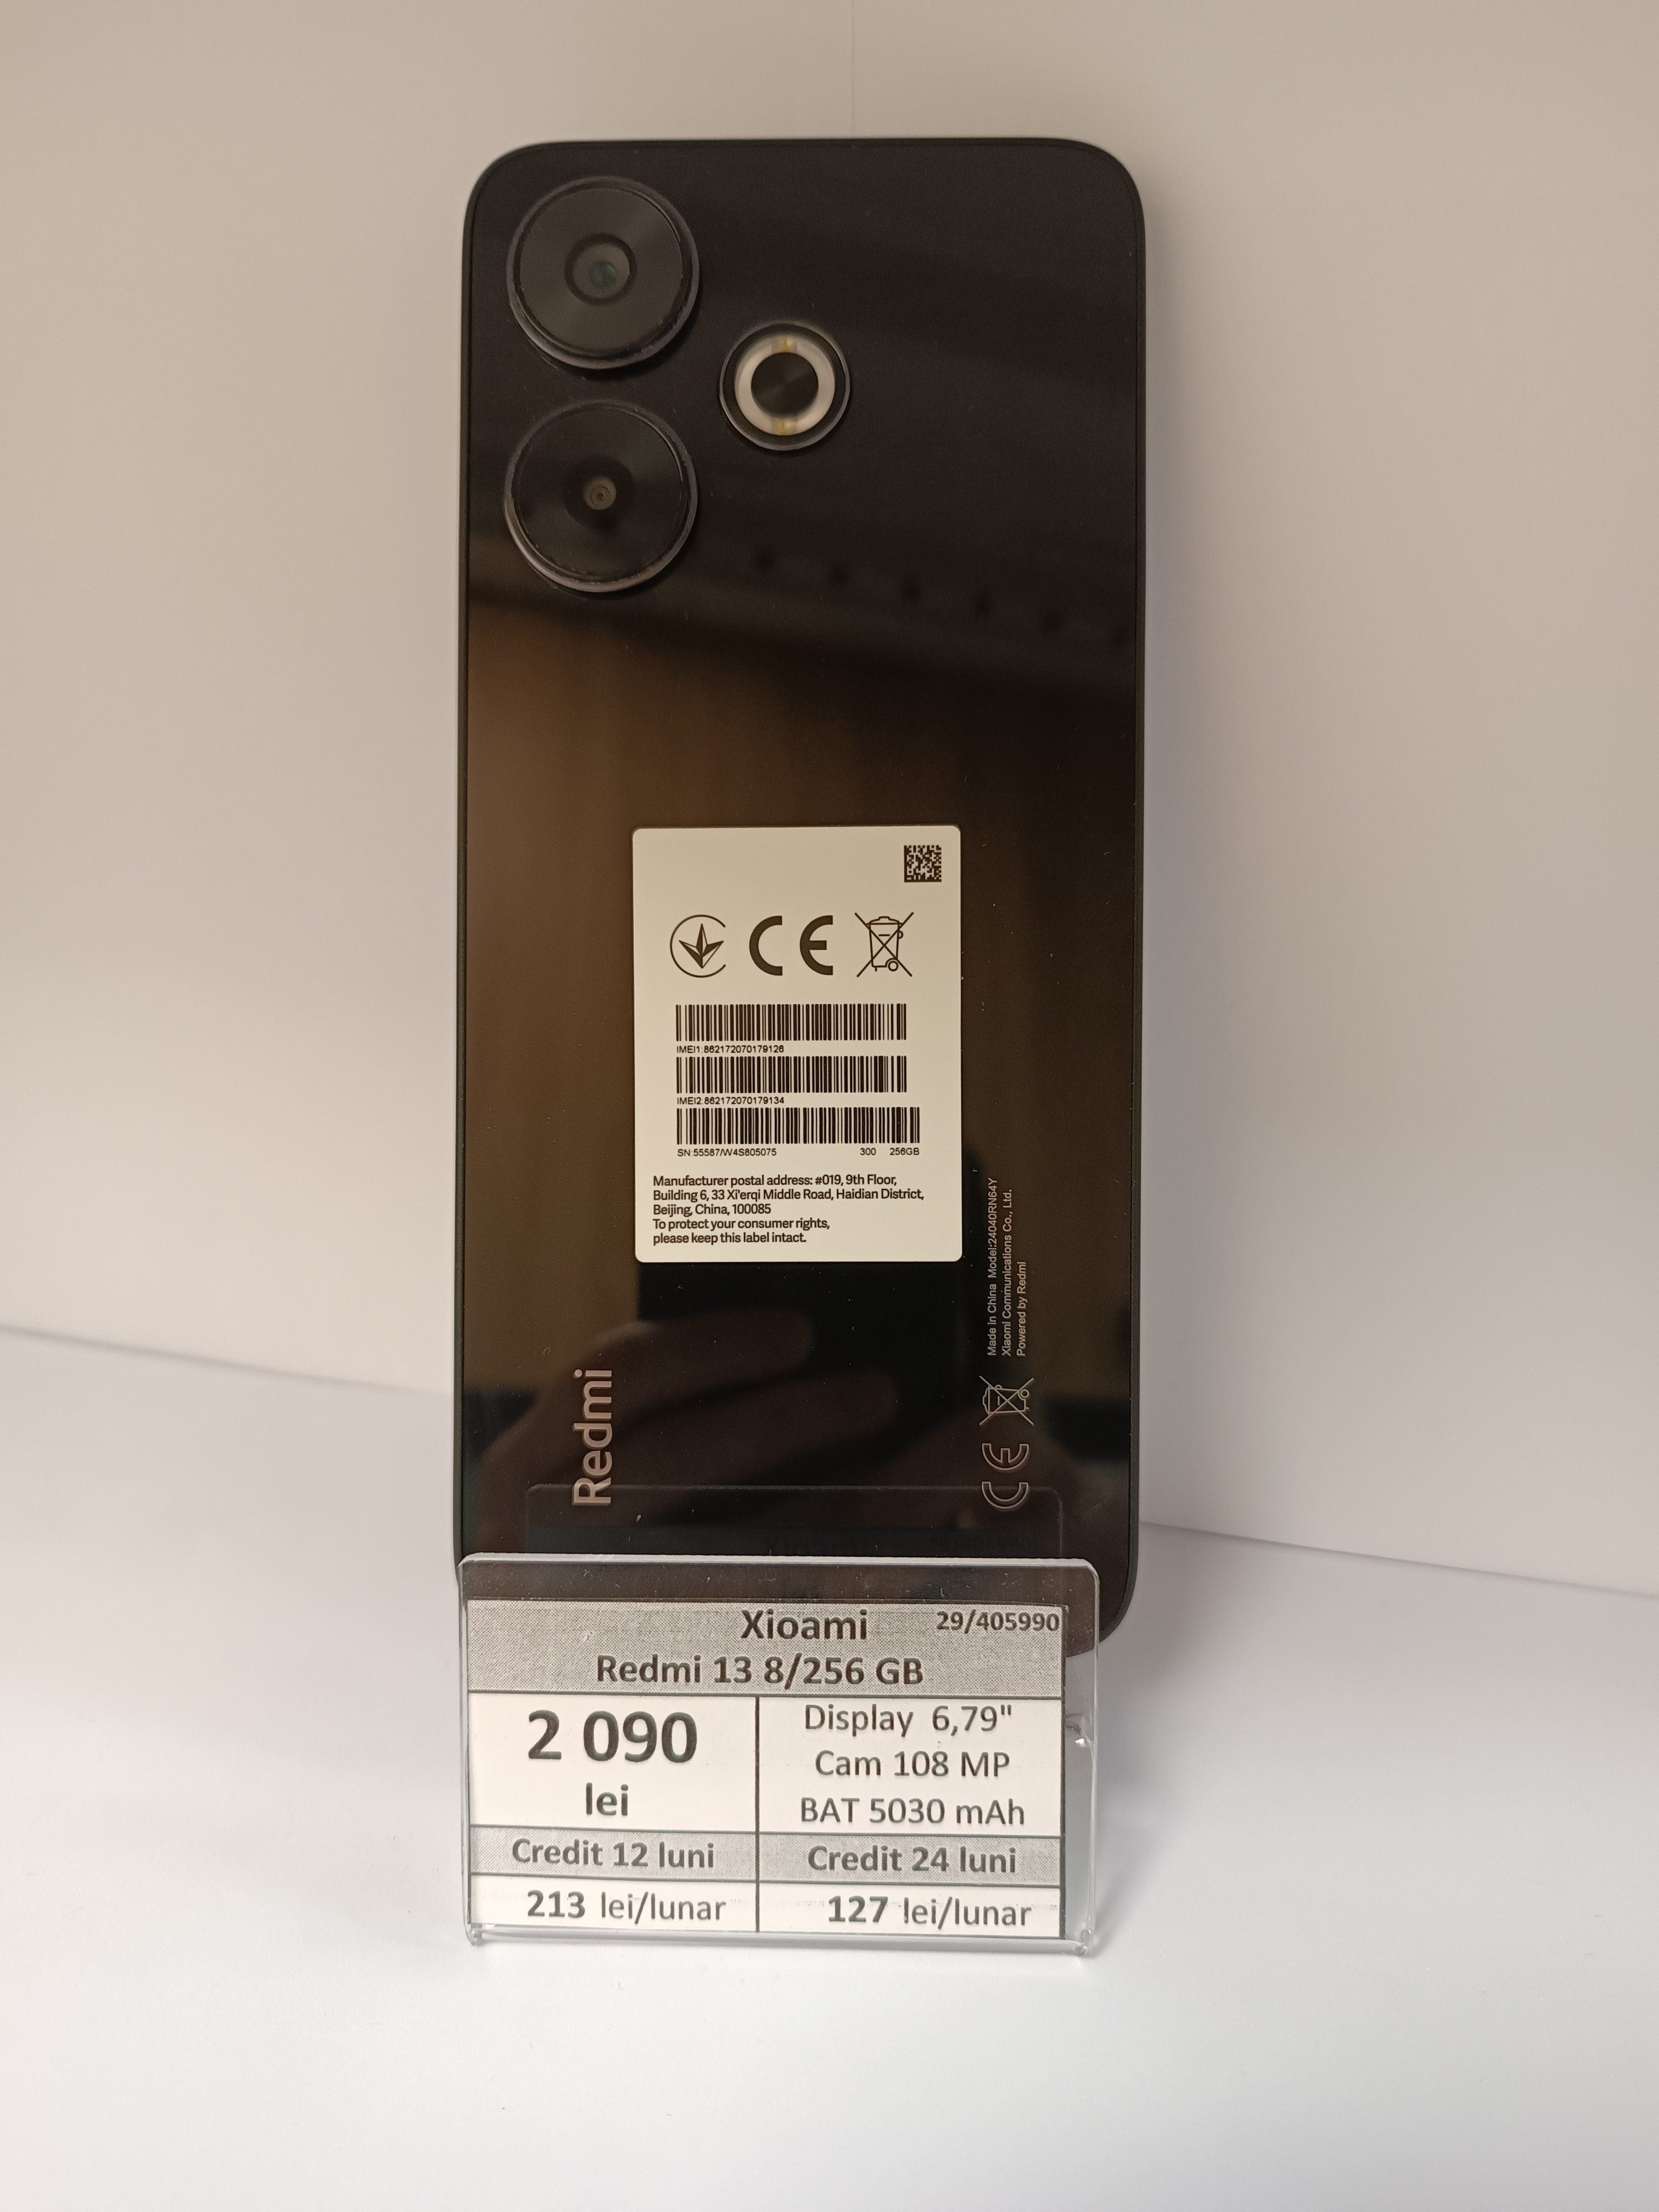 CE
IMEI1:862172070179126
IMEI2:862172070179134
SN:55587/W4S805075 300 256GB
Manufacturer postal address: #019, 9th Floor,
Building 6, 33 Xi'erqi Middle Road, Haidian District,
Beijing, China, 100085
To protect your consumer rights,
please keep this label intact.
Redmi
CE
Made in China Model:24040RN64Y
Xiaomi Communications Co., Ltd.
Powered by Redmi
Xioami 29/405990
Redmi 13 8/256 GB
2 090
lei
Display 6,79"
Cam 108 MP
BAT 5030 mAh
Credit 12 luni
Credit 24 luni
213 lei/lunar
127 lei/lunar